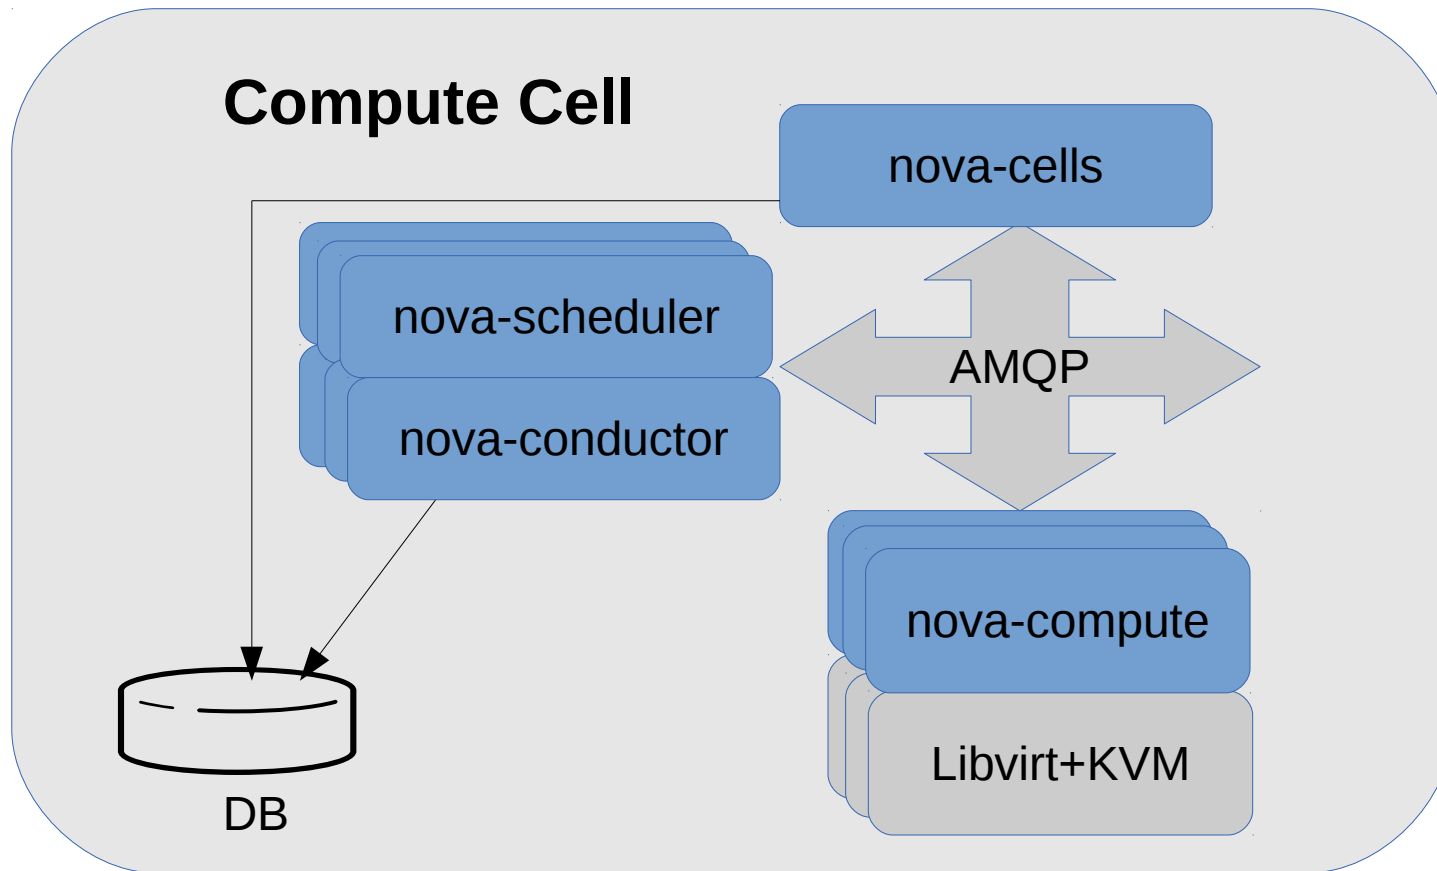 Compute Cell
nova-cells
nova-scheduler
AMQP
nova-conductor
nova-compute
Libvirt+KVM
DB